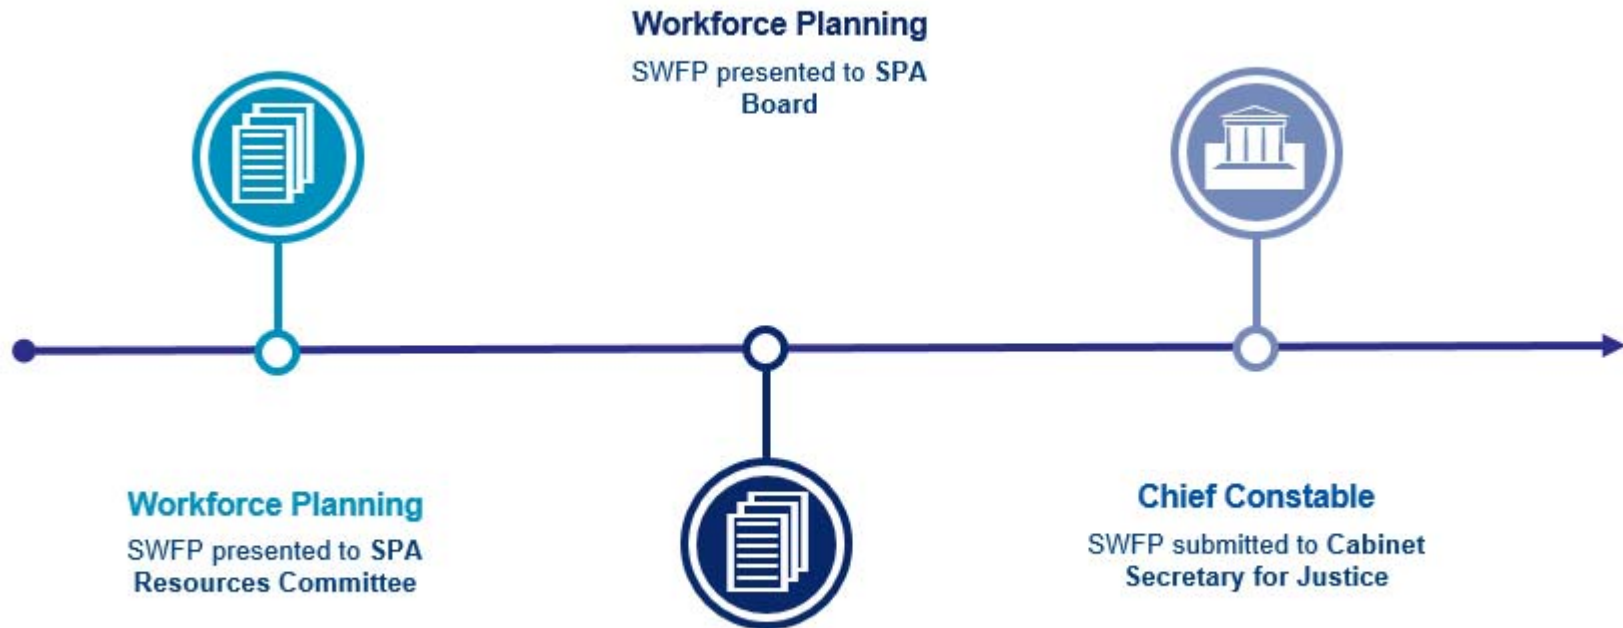 Workforce Planning
SWFP presented to SPA
Board
Workforce Planning
SWFP presented to SPA
Resources Committee
Chief Constable
SWFP submitted to Cabinet
Secretary for Justice